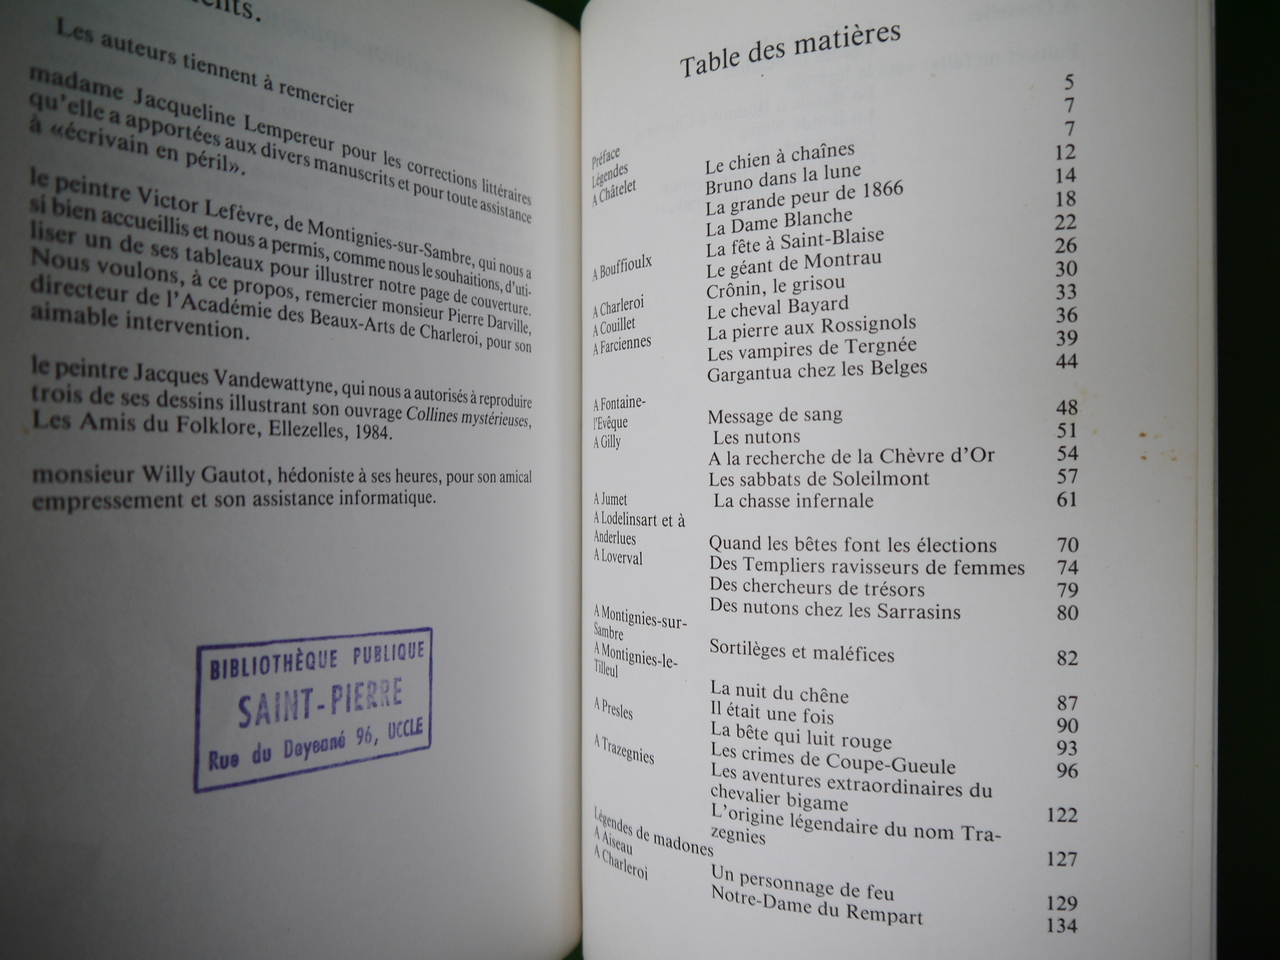 ents.
Les auteurs tiennent à remercier
madame Jacqueline Lempereur pour les corrections littéraires
qu'elle a apportées aux divers manuscrits et pour toute assistance
à «écrivain en péril».
le peintre Victor Lefèvre, de Montignies-sur-Sambre, qui nous a
si bien accueillis et nous a permis, comme nous le souhaitions, d'uti-
liser un de ses tableaux pour illustrer notre page de couverture.
Nous voulons, à ce propos, remercier monsieur Pierre Darville,
directeur de l'Académie des Beaux-Arts de Charleroi, pour son
aimable intervention.
le peintre Jacques Vandewattyne, qui nous a autorisés à reproduire
trois de ses dessins illustrant son ouvrage Collines mystérieuses,
Les Amis du Folklore, Ellezelles, 1984.
monsieur Willy Gautot, hédoniste à ses heures, pour son amical
empressement et son assistance informatique.
BIBLIOTHÈQUE PUBLIQUE
SAINT-PIERRE
Rue du Doyenné 96, UCCLE
Table des matières
Préface 5
Légendes 7
A Châtelet Le chien à chaînes 7
Bruno dans la lune 12
La grande peur de 1866 14
La Dame Blanche 18
La fête à Saint-Blaise 22
A Bouffioulx Le géant de Montrau 26
Crônin, le grisou 30
A Charleroi Le cheval Bayard 33
A Couillet La pierre aux Rossignols 36
A Farciennes Les vampires de Tergnée 39
Gargantua chez les Belges 44
A Fontaine-
l'Evêque Message de sang 48
A Gilly Les nutons 51
A la recherche de la Chèvre d'Or 54
Les sabbats de Soleilmont 57
A Jumet La chasse infernale 61
A Lodelinsart et à
Anderlues Quand les bêtes font les élections 70
A Loverval Des Templiers ravisseurs de femmes 74
Des chercheurs de trésors 79
Des nutons chez les Sarrasins 80
A Montignies-sur-
Sambre Sortilèges et maléfices 82
A Montignies-le-
Tilleul La nuit du chêne 87
Il était une fois 90
A Presles La bête qui luit rouge 93
Les crimes de Coupe-Gueule 96
A Trazegnies Les aventures extraordinaires du
chevalier bigame 122
L'origine légendaire du nom Tra-
zegnies 127
Légendes de madones
A Aiseau Un personnage de feu 129
A Charleroi Notre-Dame du Rempart 134